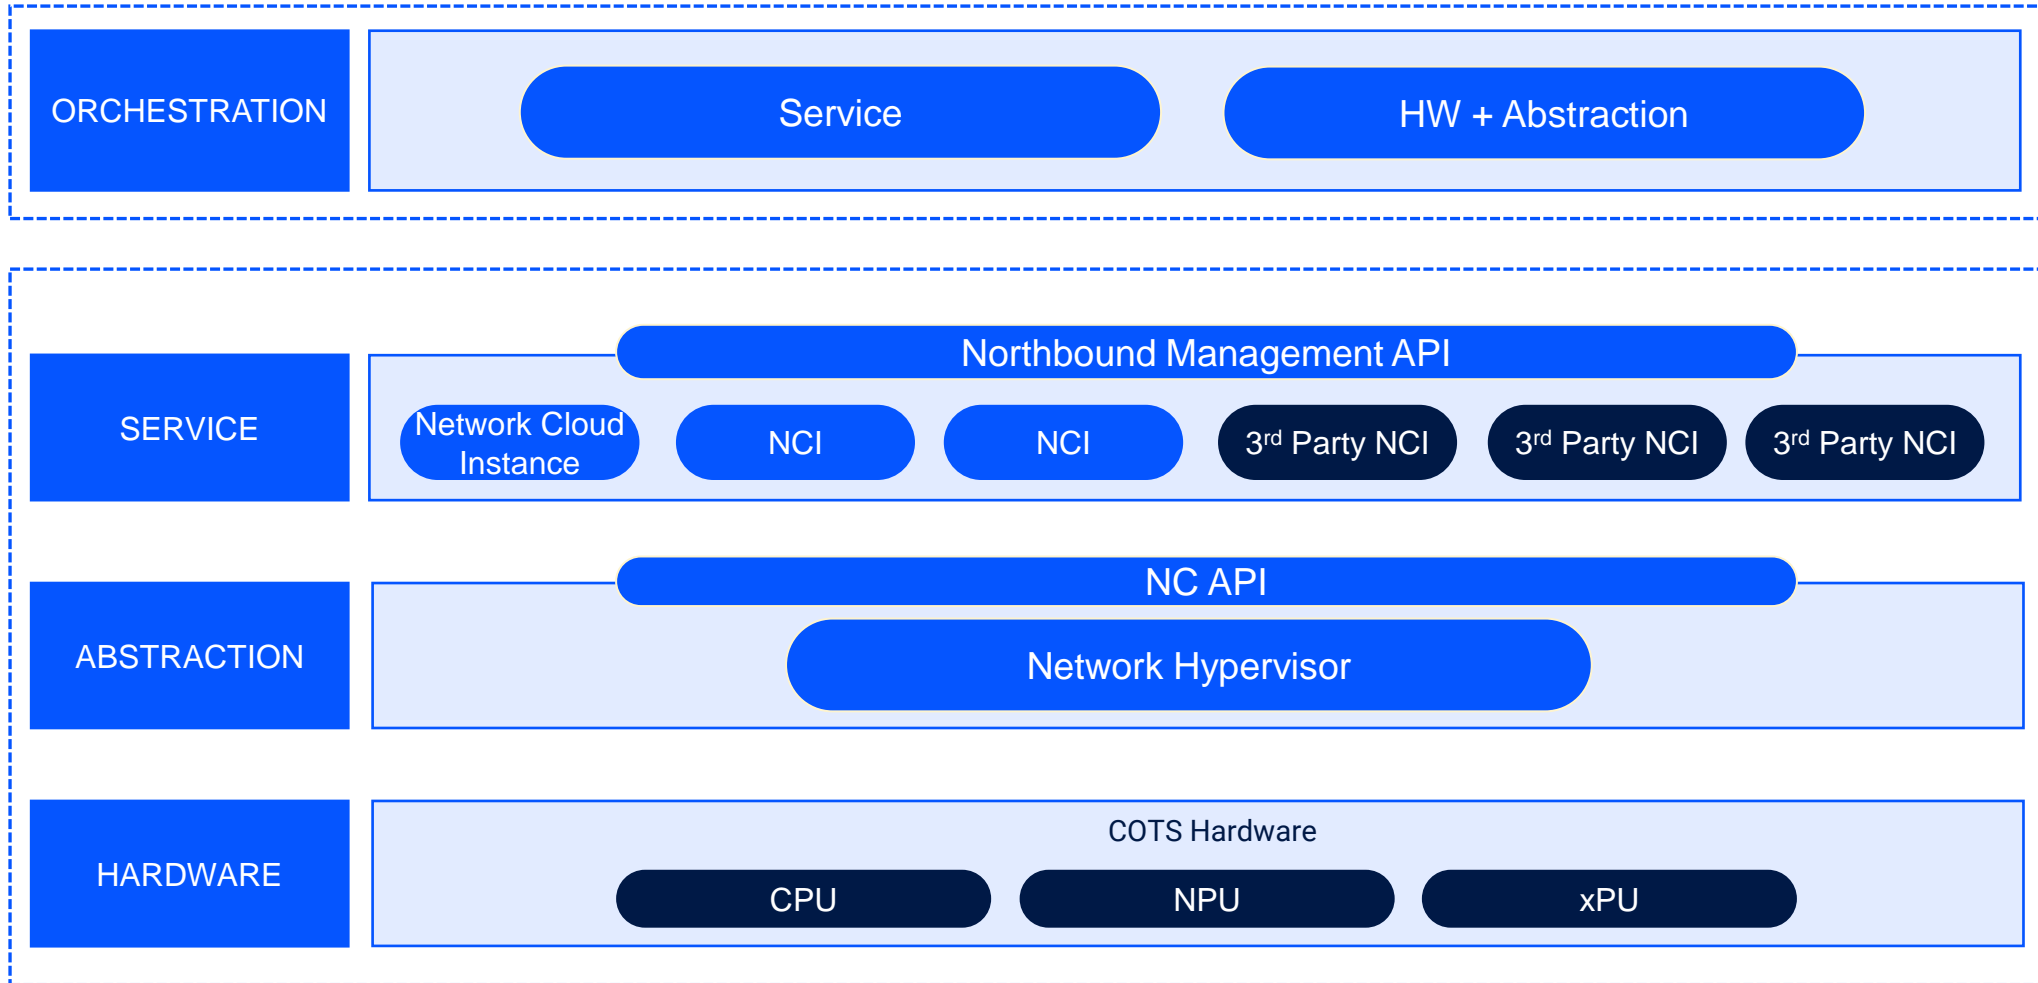 ORCHESTRATION
Service
HW + Abstraction
Northbound Management API
SERVICE
Network Cloud
Instance
NCI
NCI
3rd Party NCI
3rd Party NCI
3rd Party NCI
NC API
ABSTRACTION
Network Hypervisor
COTS Hardware
HARDWARE
CPU
NPU
xPU